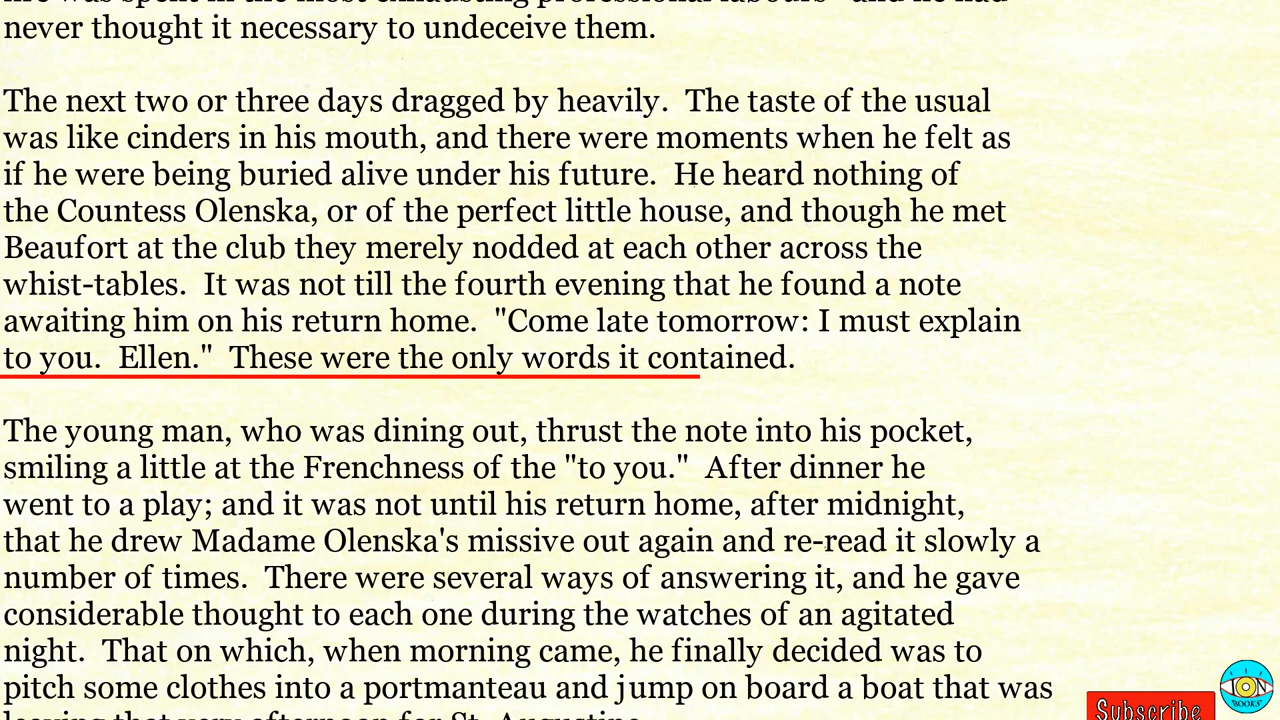 never thought it necessary to undeceive them.
The next two or three days dragged by heavily.  The taste of the usual
was like cinders in his mouth, and there were moments when he felt as
if he were being buried alive under his future.  He heard nothing of
the Countess Olenska, or of the perfect little house, and though he met
Beaufort at the club they merely nodded at each other across the
whist-tables.  It was not till the fourth evening that he found a note
awaiting him on his return home.  "Come late tomorrow: I must explain
to you.  Ellen."  These were the only words it contained.
The young man, who was dining out, thrust the note into his pocket,
smiling a little at the Frenchness of the "to you."  After dinner he
went to a play; and it was not until his return home, after midnight,
that he drew Madame Olenska's missive out again and re-read it slowly a
number of times.  There were several ways of answering it, and he gave
considerable thought to each one during the watches of an agitated
night.  That on which, when morning came, he finally decided was to
pitch some clothes into a portmanteau and jump on board a boat that was
Subscribe
ION
BOOKS